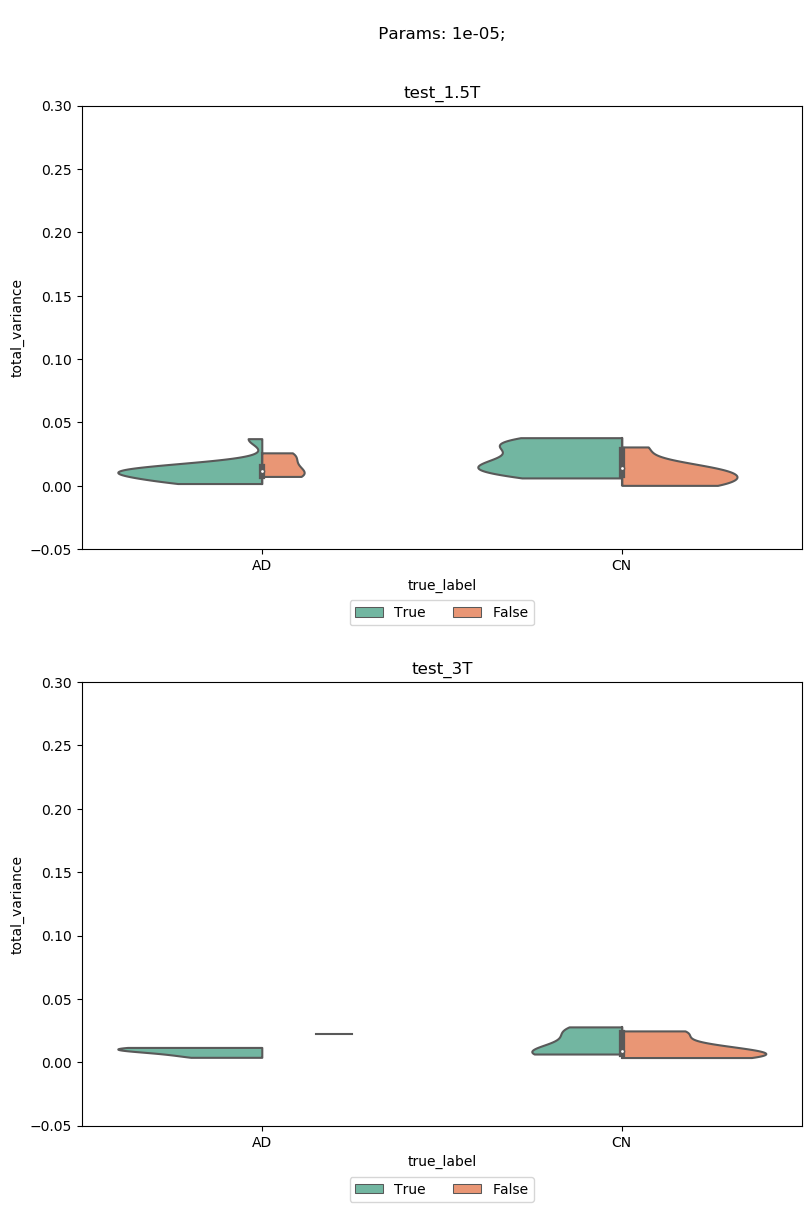 Params: 1e-05;
test_1.5T
0.30
0.25
0.20
0.15
0.10
0.05
0.00
−0.05
total_variance
AD CN
true_label
True False
test_3T
0.30
0.25
0.20
0.15
0.10
0.05
0.00
−0.05
total_variance
AD CN
true_label
True False